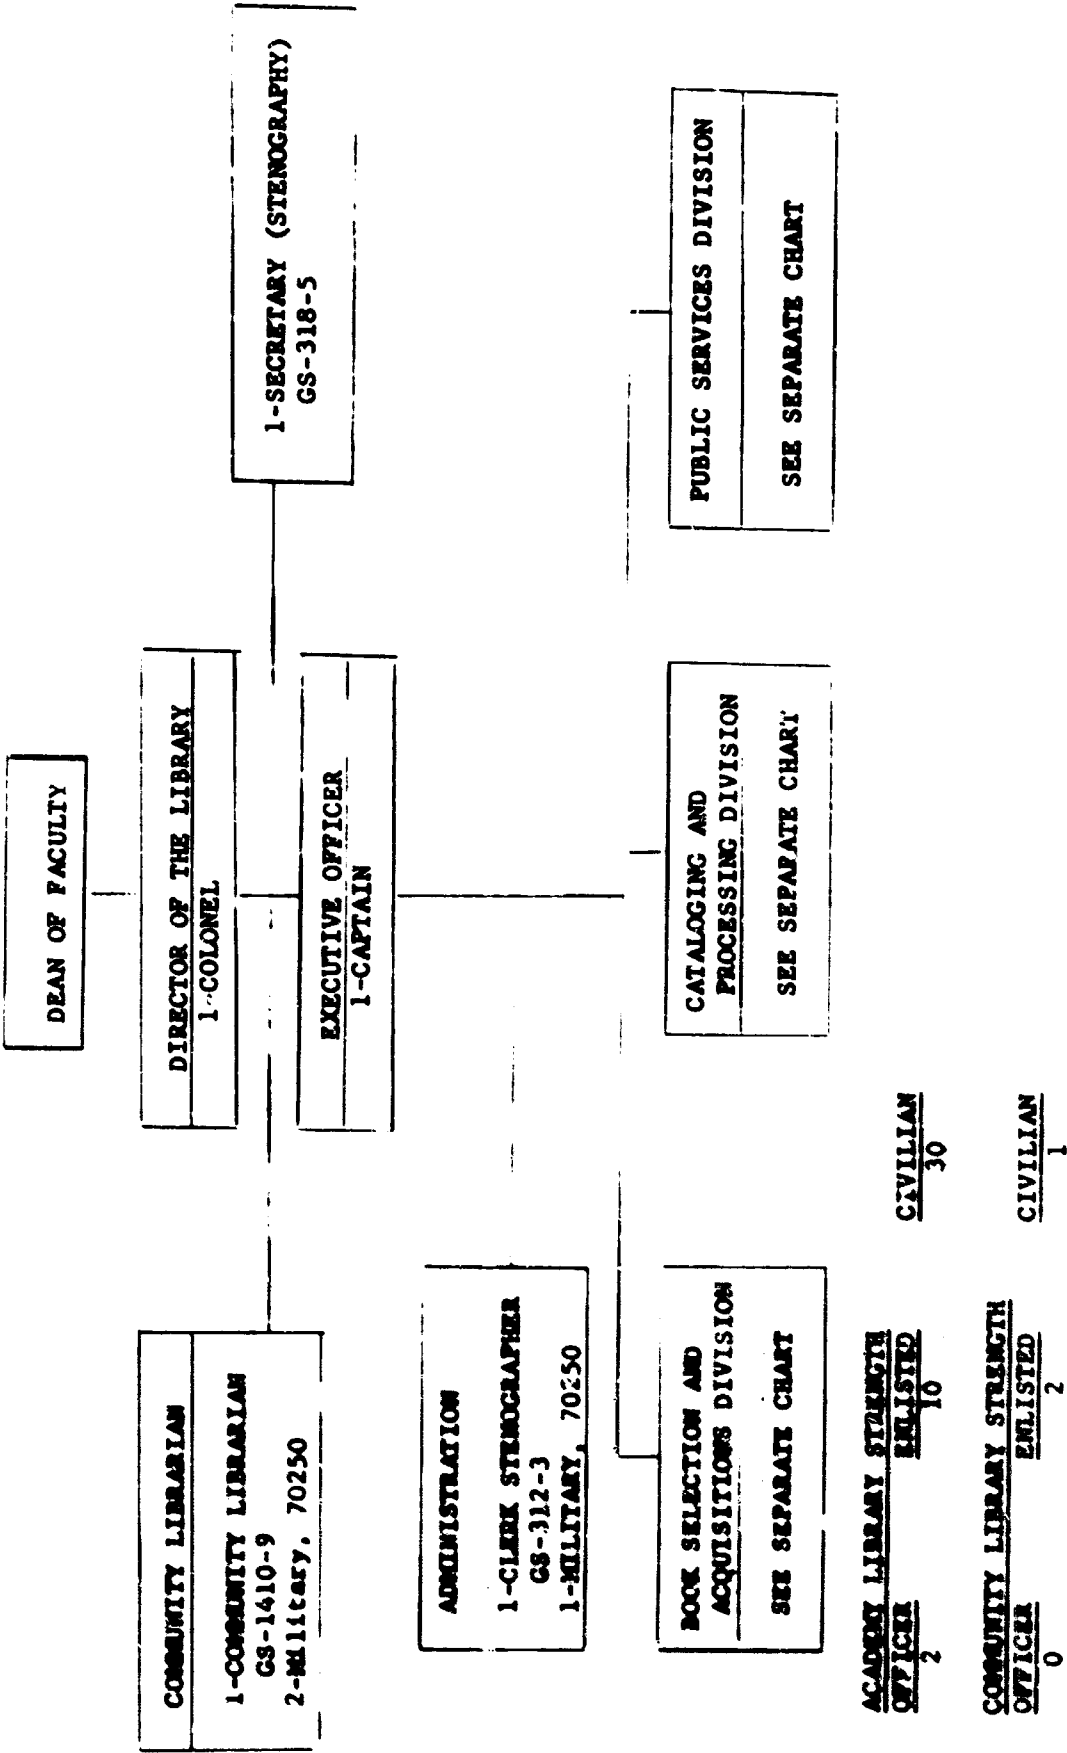 DEAN OF FACULTY
DIRECTOR OF THE LIBRARY
1-COLONEL
1-SECRETARY (STENOGRAPHY)
GS-318-5
COMMUNITY LIBRARIAN
1-COMMUNITY LIBRARIAN
GS-1410-9
2-Military, 70250
EXECUTIVE OFFICER
1-CAPTAIN
ADMINISTRATION
1-CLERK STENOGRAPHER
GS-312-3
1-MILITARY, 70250
BOOK SELECTION AND
ACQUISITIONS DIVISION
SEE SEPARATE CHART
CATALOGING AND
PROCESSING DIVISION
SEE SEPARATE CHART
PUBLIC SERVICES DIVISION
SEE SEPARATE CHART
ACADEMY LIBRARY STRENGTH
OFFICER ENLISTED CIVILIAN
2 10 30
COMMUNITY LIBRARY STRENGTH
OFFICER ENLISTED CIVILIAN
0 2 1